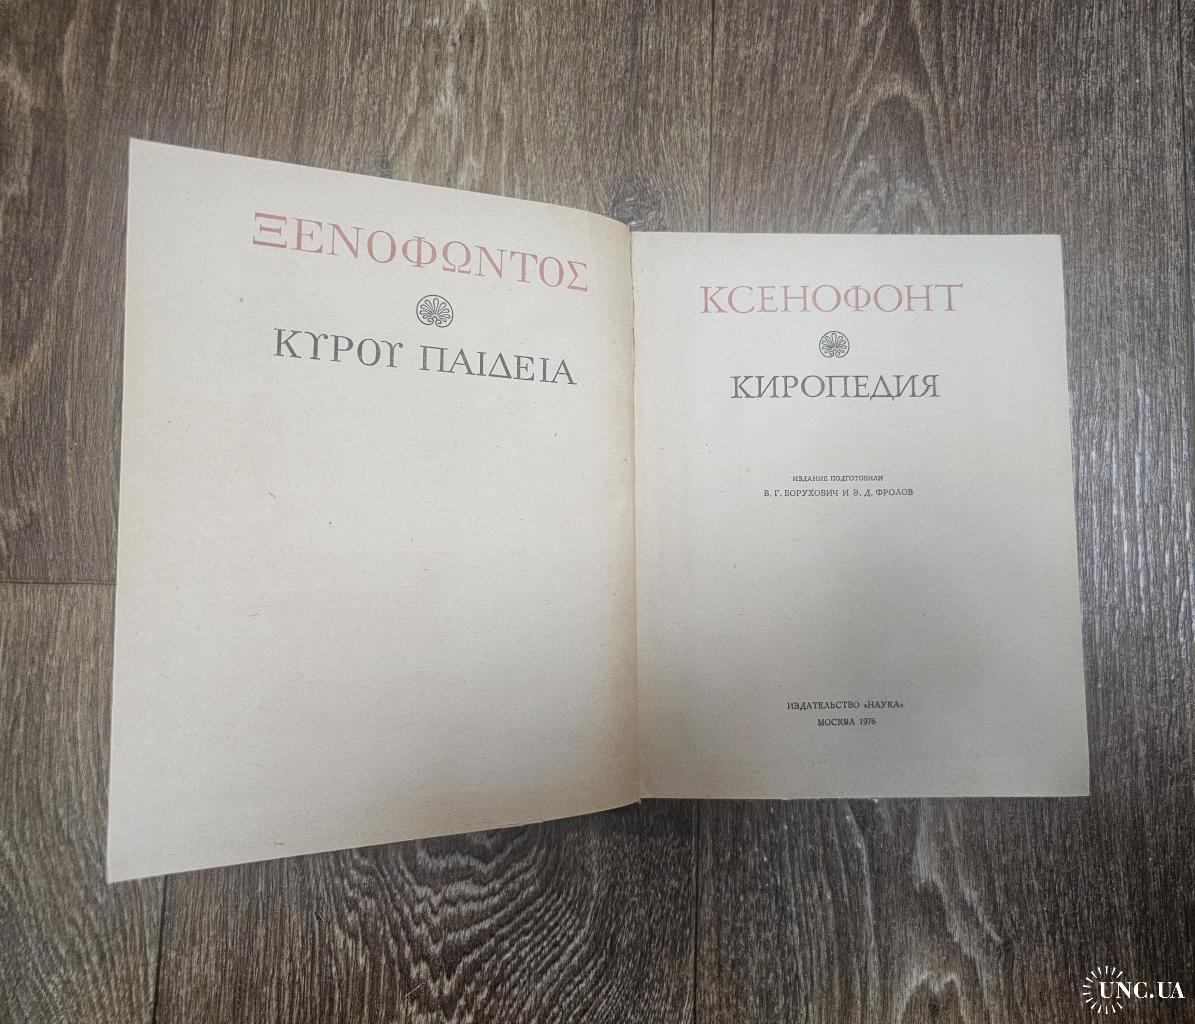 ΞΕΝΟΦΩΝΤΟΣ
ΚΥΡΟΥ ΠΑΙΔΕΙΑ
КСЕНОФОНТ
КИРОПЕДИЯ
ИЗДАНИЕ ПОДГОТОВИЛИ
В. Г. БОРУХОВИЧ И Э. Д. ФРОЛОВ
ИЗДАТЕЛЬСТВО «НАУКА»
МОСКВА 1976
UNC.UA